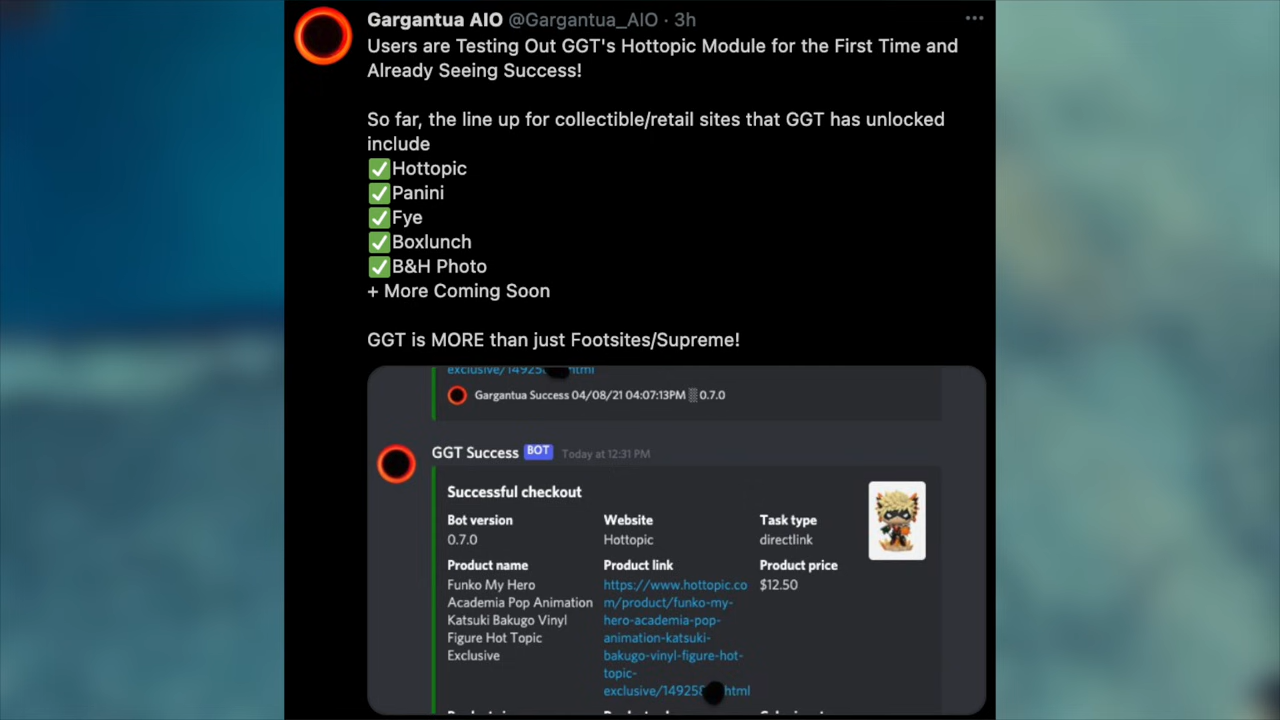 Gargantua AIO @Gargantua_AIO · 3h
Users are Testing Out GGT's Hottopic Module for the First Time and
Already Seeing Success!
So far, the line up for collectible/retail sites that GGT has unlocked
include
✅Hottopic
✅Panini
✅Fye
✅Boxlunch
✅B&H Photo
+ More Coming Soon
GGT is MORE than just Footsites/Supreme!
exclusive/14925 html
Gargantua Success 04/08/21 04:07:13PM 0.7.0
GGT Success BOT Today at 12:31 PM
Successful checkout
Bot version Website Task type
0.7.0 Hottopic directlink
Product name Product link Product price
Funko My Hero https://www.hottopic.co $12.50
Academia Pop Animation m/product/funko-my-
Katsuki Bakugo Vinyl hero-academia-pop-
Figure Hot Topic animation-katsuki-
Exclusive bakugo-vinyl-figure-hot-
topic-
exclusive/14925 html